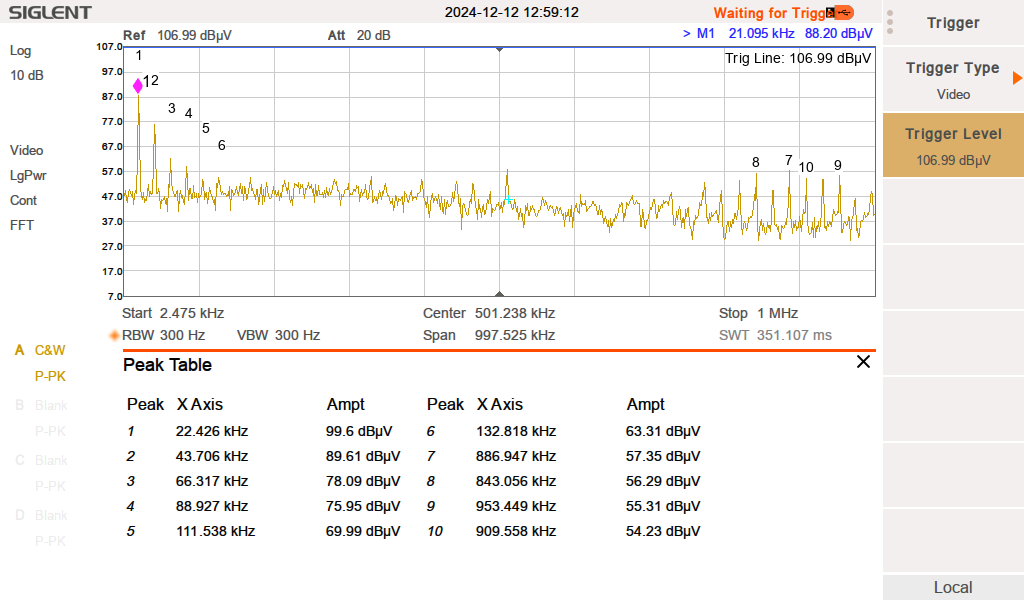 SIGLENT
2024-12-12 12:59:12
Waiting for Trigg
Ref 106.99 dBµV Att 20 dB > M1 21.095 kHz 88.20 dBµV
Log
10 dB
Video
LgPwr
Cont
FFT
Trig Line: 106.99 dBµV
107.0
97.0
87.0
77.0
67.0
57.0
47.0
37.0
27.0
17.0
7.0
1
1 2
3 4
5
6
8 7 10 9
Start 2.475 kHz Center 501.238 kHz Stop 1 MHz
RBW 300 Hz VBW 300 Hz Span 997.525 kHz SWT 351.107 ms
A C&W
P-PK
B Blank
P-PK
C Blank
P-PK
D Blank
P-PK
Peak Table
Peak X Axis Ampt Peak X Axis Ampt
1 22.426 kHz 99.6 dBµV 6 132.818 kHz 63.31 dBµV
2 43.706 kHz 89.61 dBµV 7 886.947 kHz 57.35 dBµV
3 66.317 kHz 78.09 dBµV 8 843.056 kHz 56.29 dBµV
4 88.927 kHz 75.95 dBµV 9 953.449 kHz 55.31 dBµV
5 111.538 kHz 69.99 dBµV 10 909.558 kHz 54.23 dBµV
Trigger
Trigger Type
Video
Trigger Level
106.99 dBµV
Local